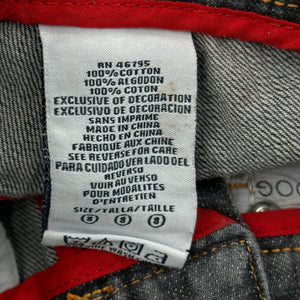 RN 46795
100% COTTON
100% ALGODON
100% COTON
EXCLUSIVE OF DECORATION
EXCLUSIVO DE DECORACION
SANS IMPRIME
MADE IN CHINA
HECHO EN CHINA
FABRIQUE AUX CHINE
SEE REVERSE FOR CARE
PARA CUIDADO VER LADO DEL
REVERSO
VOIR AU VERSO
POUR MODALITES
D'ENTRETIEN
SIZE/TALLA/TAILLE
8 8 8